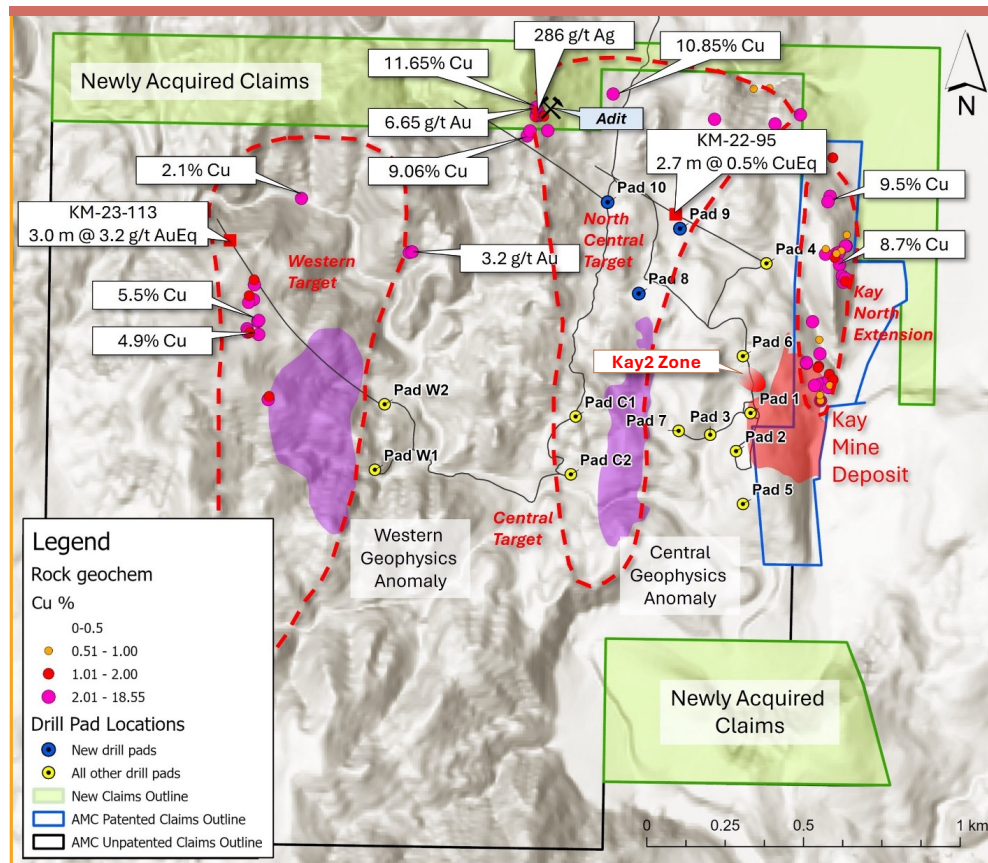 286 g/t Ag
10.85% Cu
11.65% Cu
Newly Acquired Claims
N
6.65 g/t Au
Adit
KM-22-95
2.7 m @ 0.5% CuEq
2.1% Cu
9.06% Cu
Pad 10
9.5% Cu
KM-23-113
3.0 m @ 3.2 g/t AuEq
North
Central
Target
Pad 9
Pad 4
8.7% Cu
Western
Target
3.2 g/t Au
Pad 8
Kay
North
Extension
5.5% Cu
4.9% Cu
Pad 6
Kay2 Zone
Pad W2
Pad C1
Pad 7
Pad 3
Pad 1
Kay
Mine
Deposit
Pad 2
Pad W1
Pad C2
Pad 5
Central
Target
Western
Geophysics
Anomaly
Central
Geophysics
Anomaly
Legend
Rock geochem
Cu %
0-0.5
0.51 - 1.00
1.01 - 2.00
2.01 - 18.55
Drill Pad Locations
New drill pads
All other drill pads
New Claims Outline
AMC Patented Claims Outline
AMC Unpatented Claims Outline
Newly Acquired
Claims
0
0.5
1 km